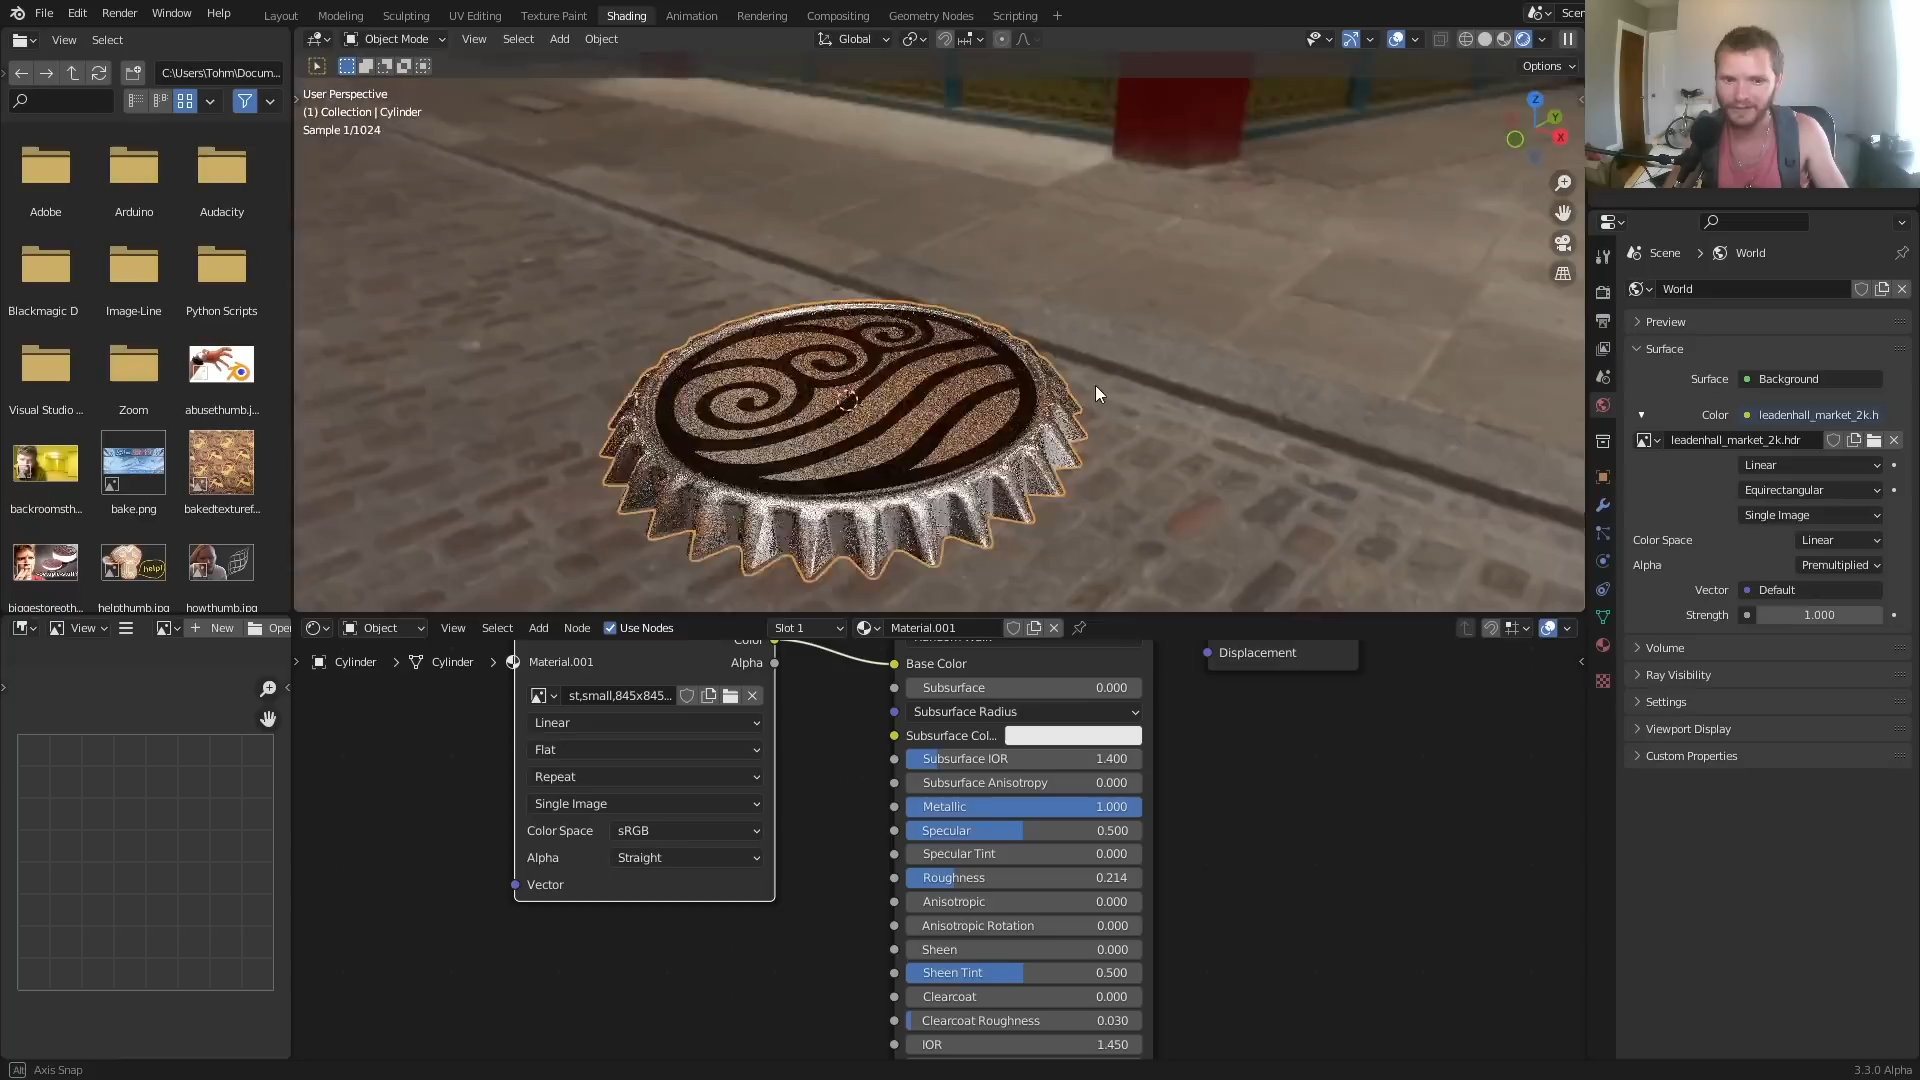 File Edit Render Window Help
Layout Modeling Sculpting UV Editing Texture Paint Shading Animation Rendering Compositing Geometry Nodes Scripting
View Select
C:\Users\Tohm\Docum...
Adobe Arduino Audacity
Blackmagic D Image-Line Python Scripts
Visual Studio ... Zoom abusethumb.j...
backroomsth... bake.png bakedtexturef...
help!
biggestoreoth... helpthumb.jpg howthumb.jpg
Object Mode View Select Add Object Global
Options
User Perspective
(1) Collection | Cylinder
Sample 1/1024
Z
Y
X
Scene World
World
Preview
Surface
Surface Background
Color leadenhall_market_2k.h
leadenhall_market_2k.hdr
Linear
Equirectangular
Single Image
Color Space Linear
Alpha Premultiplied
Vector Default
Strength 1.000
Volume
Ray Visibility
Settings
Viewport Display
Custom Properties
View New Open
Object View Select Add Node Use Nodes Slot 1 Material.001
Cylinder Cylinder Material.001
Color
Alpha
st,small,845x845...
Linear
Flat
Repeat
Single Image
Color Space sRGB
Alpha Straight
Vector
Base Color
Subsurface 0.000
Subsurface Radius
Subsurface Col...
Subsurface IOR 1.400
Subsurface Anisotropy 0.000
Metallic 1.000
Specular 0.500
Specular Tint 0.000
Roughness 0.214
Anisotropic 0.000
Anisotropic Rotation 0.000
Sheen 0.000
Sheen Tint 0.500
Clearcoat 0.000
Clearcoat Roughness 0.030
IOR 1.450
Displacement
Alt Axis Snap
3.3.0 Alpha